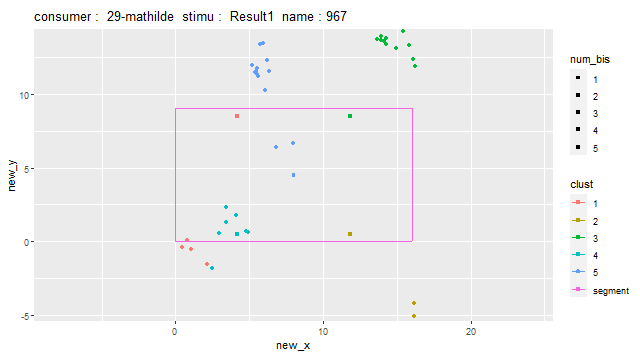 consumer :  29-mathilde  stimu :  Result1  name : 967
new_y
10
5
0
-5
0
10
20
new_x
num_bis
1
2
3
4
5
clust
1
2
3
4
5
segment